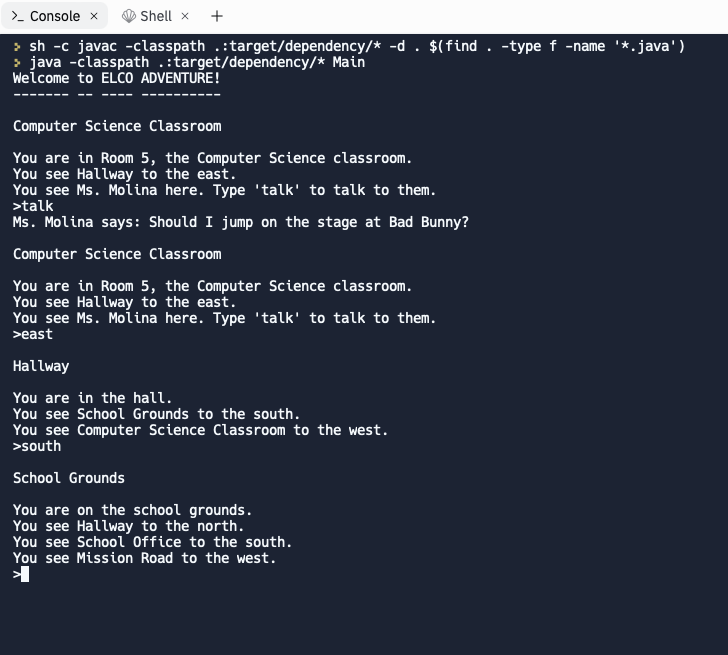 Console
Shell
sh -c javac -classpath .:target/dependency/* -d . $(find . -type f -name '*.java')
java -classpath .:target/dependency/* Main
Welcome to ELCO ADVENTURE!
------- -- ---- ----------
Computer Science Classroom
You are in Room 5, the Computer Science classroom.
You see Hallway to the east.
You see Ms. Molina here. Type 'talk' to talk to them.
>talk
Ms. Molina says: Should I jump on the stage at Bad Bunny?
Computer Science Classroom
You are in Room 5, the Computer Science classroom.
You see Hallway to the east.
You see Ms. Molina here. Type 'talk' to talk to them.
>east
Hallway
You are in the hall.
You see School Grounds to the south.
You see Computer Science Classroom to the west.
>south
School Grounds
You are on the school grounds.
You see Hallway to the north.
You see School Office to the south.
You see Mission Road to the west.
>